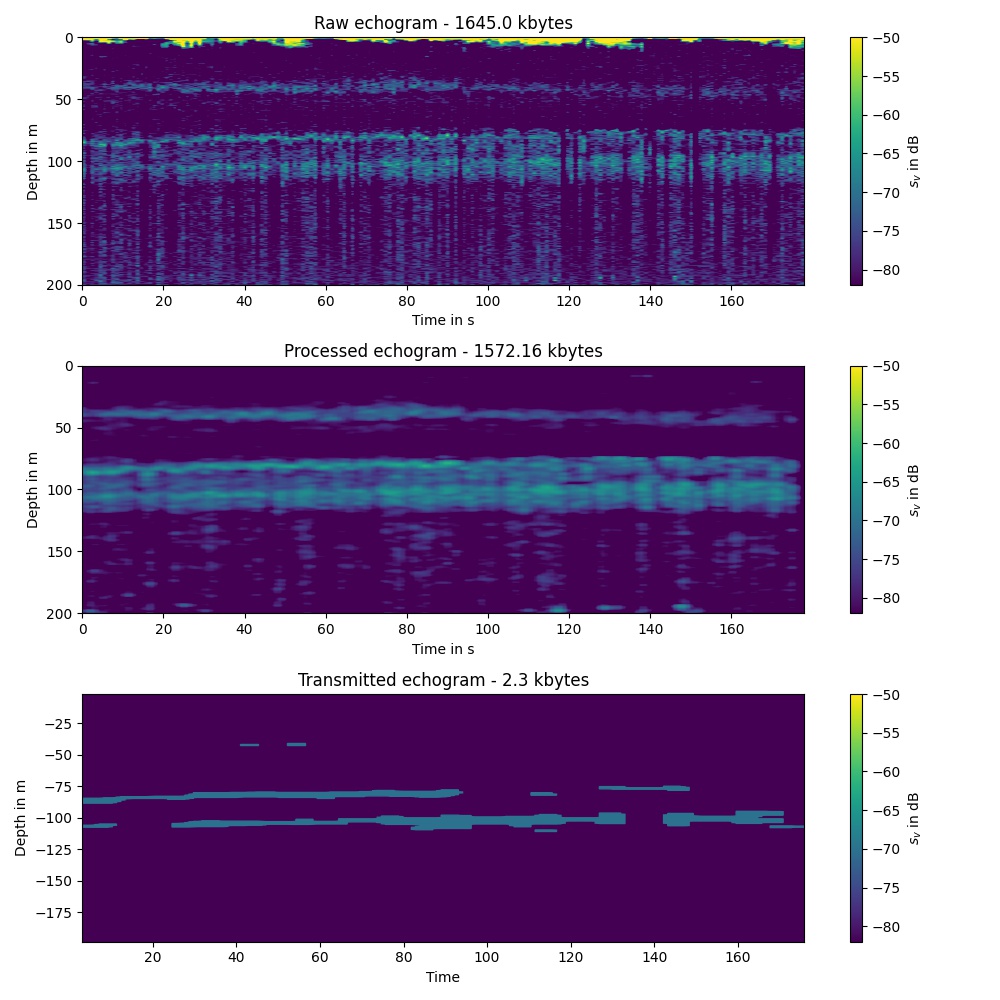 Raw echogram - 1645.0 kbytes
0
50
100
150
200
Depth in m
0 20 40 60 80 100 120 140 160
Time in s
−50
−55
−60
−65
−70
−75
−80
sv in dB
Processed echogram - 1572.16 kbytes
0
50
100
150
200
Depth in m
0 20 40 60 80 100 120 140 160
Time in s
−50
−55
−60
−65
−70
−75
−80
sv in dB
Transmitted echogram - 2.3 kbytes
−25
−50
−75
−100
−125
−150
−175
Depth in m
20 40 60 80 100 120 140 160
Time
−50
−55
−60
−65
−70
−75
−80
sv in dB